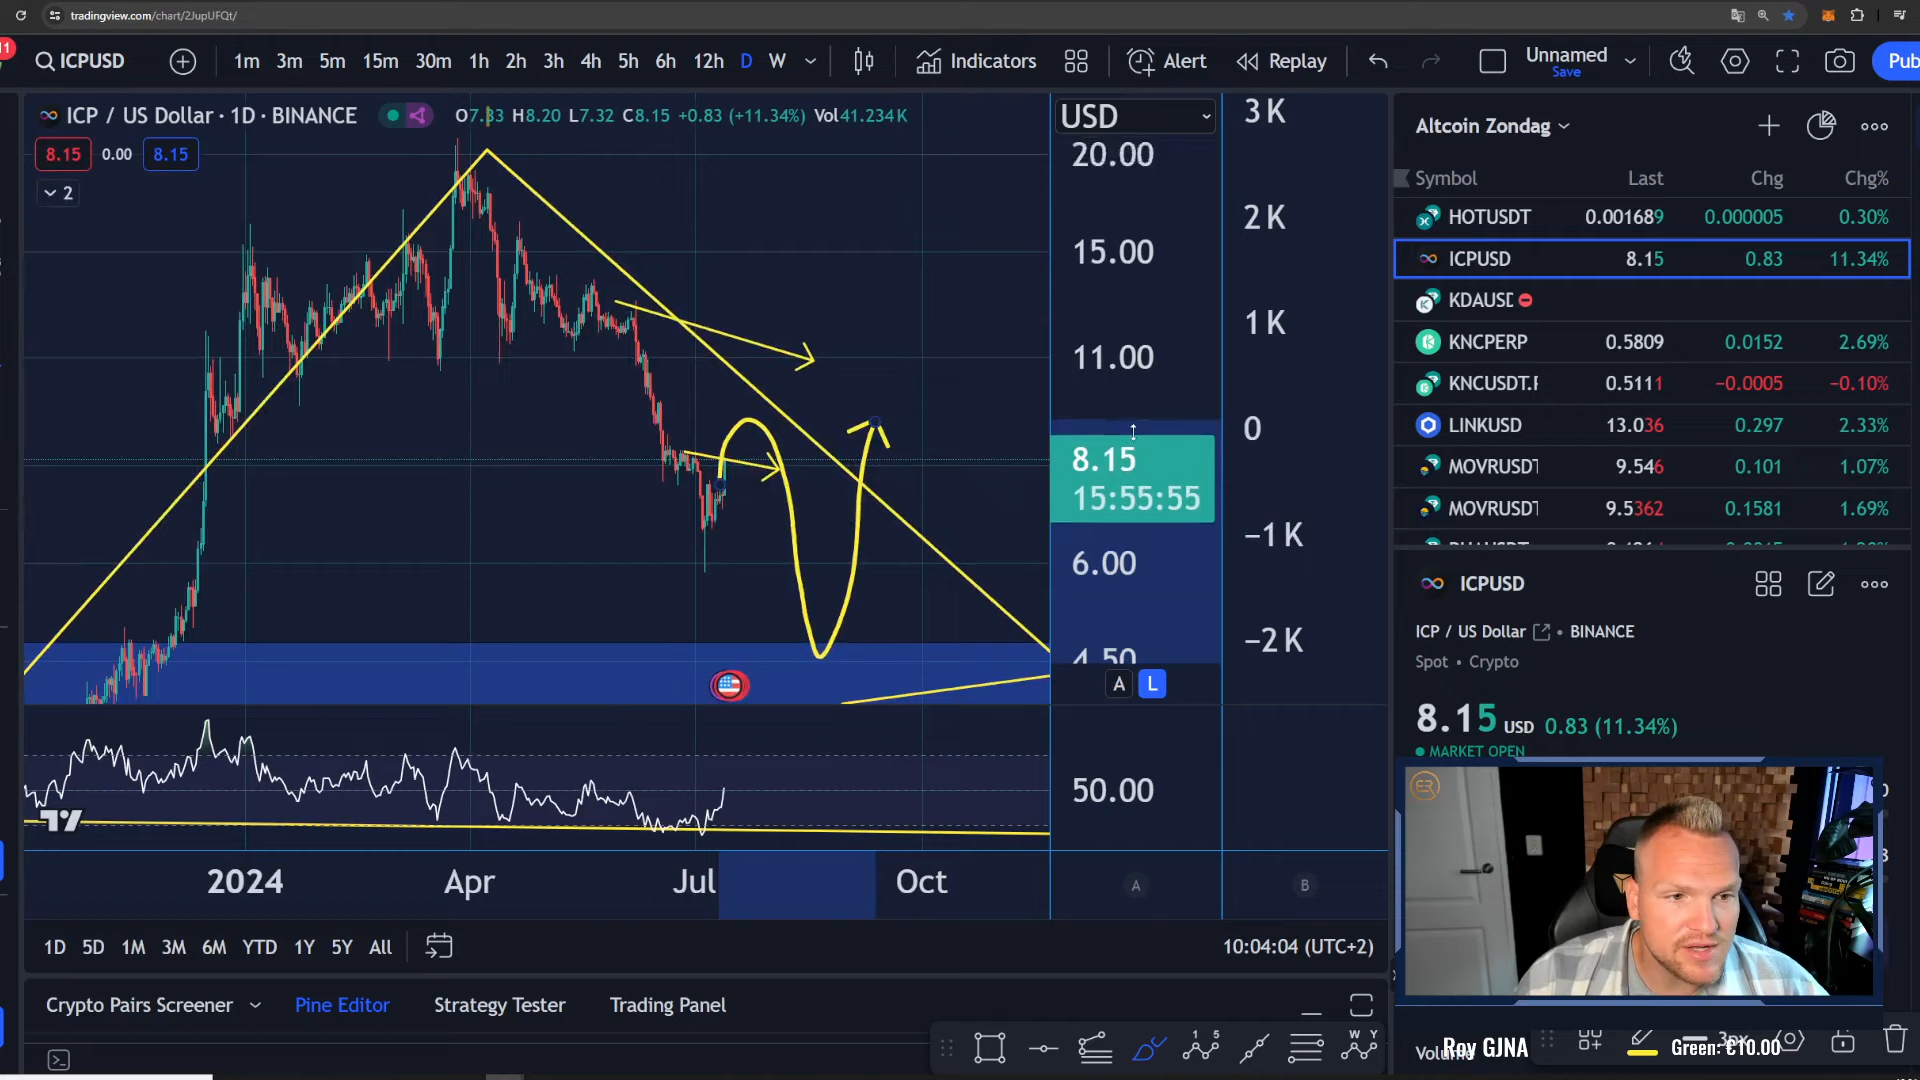 tradingview.com/chart/2JupUFQt/
11
ICPUSD
1m 3m 5m 15m 30m 1h 2h 3h 4h 5h 6h 12h D W
Indicators
Alert
Replay
Unnamed
Save
Pub
ICP / US Dollar · 1D · BINANCE
O7.33 H8.20 L7.32 C8.15 +0.83 (+11.34%) Vol41.234 K
8.15 0.00 8.15
2
USD
20.00
15.00
11.00
8.15
15:55:55
6.00
4.50
A L
3 K
2 K
1 K
0
−1 K
−2 K
50.00
2024 Apr Jul Oct
A B
1D 5D 1M 3M 6M YTD 1Y 5Y All
10:04:04 (UTC+2)
Crypto Pairs Screener Pine Editor Strategy Tester Trading Panel
Altcoin Zondag
Symbol Last Chg Chg%
HOTUSDT 0.001689 0.000005 0.30%
ICPUSD 8.15 0.83 11.34%
KDAUSD
KNCPERP 0.5809 0.0152 2.69%
KNCUSDT.P 0.5111 −0.0005 −0.10%
LINKUSD 13.036 0.297 2.33%
MOVRUSDT 9.546 0.101 1.07%
MOVRUSDT 9.5362 0.1581 1.69%
ICPUSD
ICP / US Dollar • BINANCE
Spot • Crypto
8.15 USD 0.83 (11.34%)
MARKET OPEN
Volume
Roy GJNA
3px
Green: €10.00
1 5
W Y